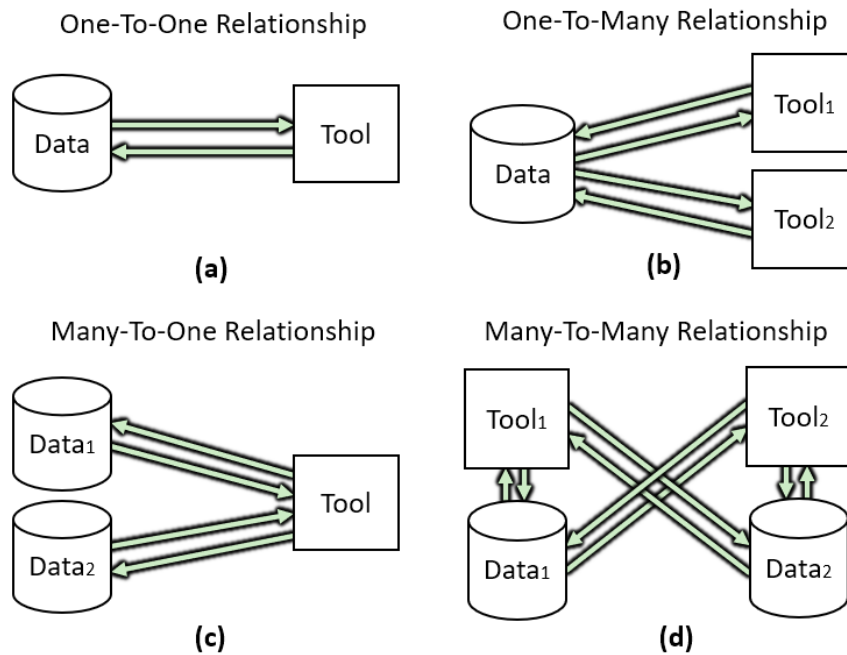 One-To-One Relationship
Data
Tool
(a)
One-To-Many Relationship
Tool1
Data
Tool2
(b)
Many-To-One Relationship
Data1
Tool
Data2
(c)
Many-To-Many Relationship
Tool1
Tool2
Data1
Data2
(d)